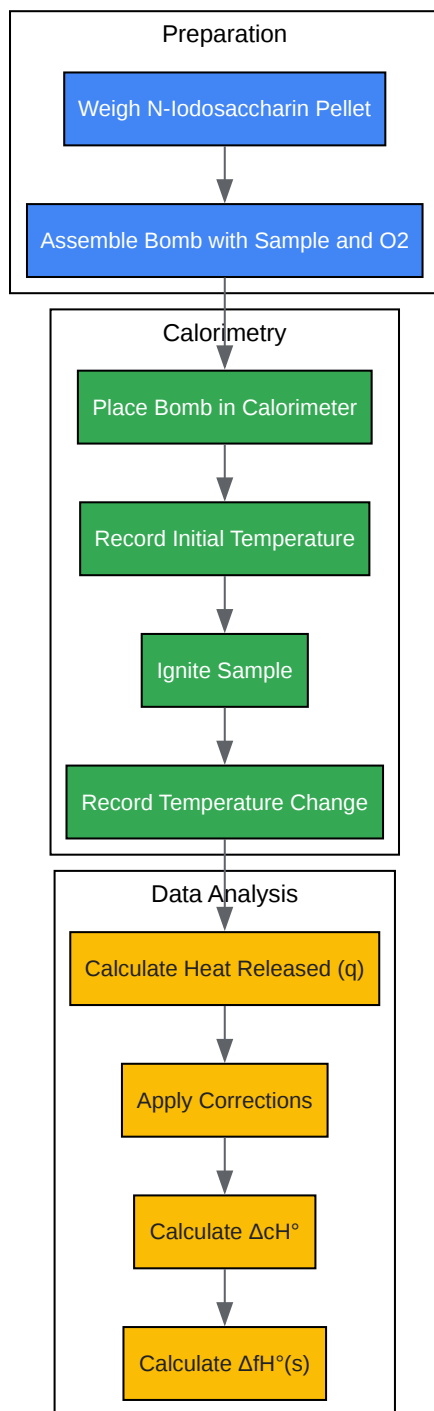 Preparation
Weigh N-Iodosaccharin Pellet
Assemble Bomb with Sample and O2
Calorimetry
Place Bomb in Calorimeter
Record Initial Temperature
Ignite Sample
Record Temperature Change
Data Analysis
Calculate Heat Released (q)
Apply Corrections
Calculate ΔcH°
Calculate ΔfH°(s)